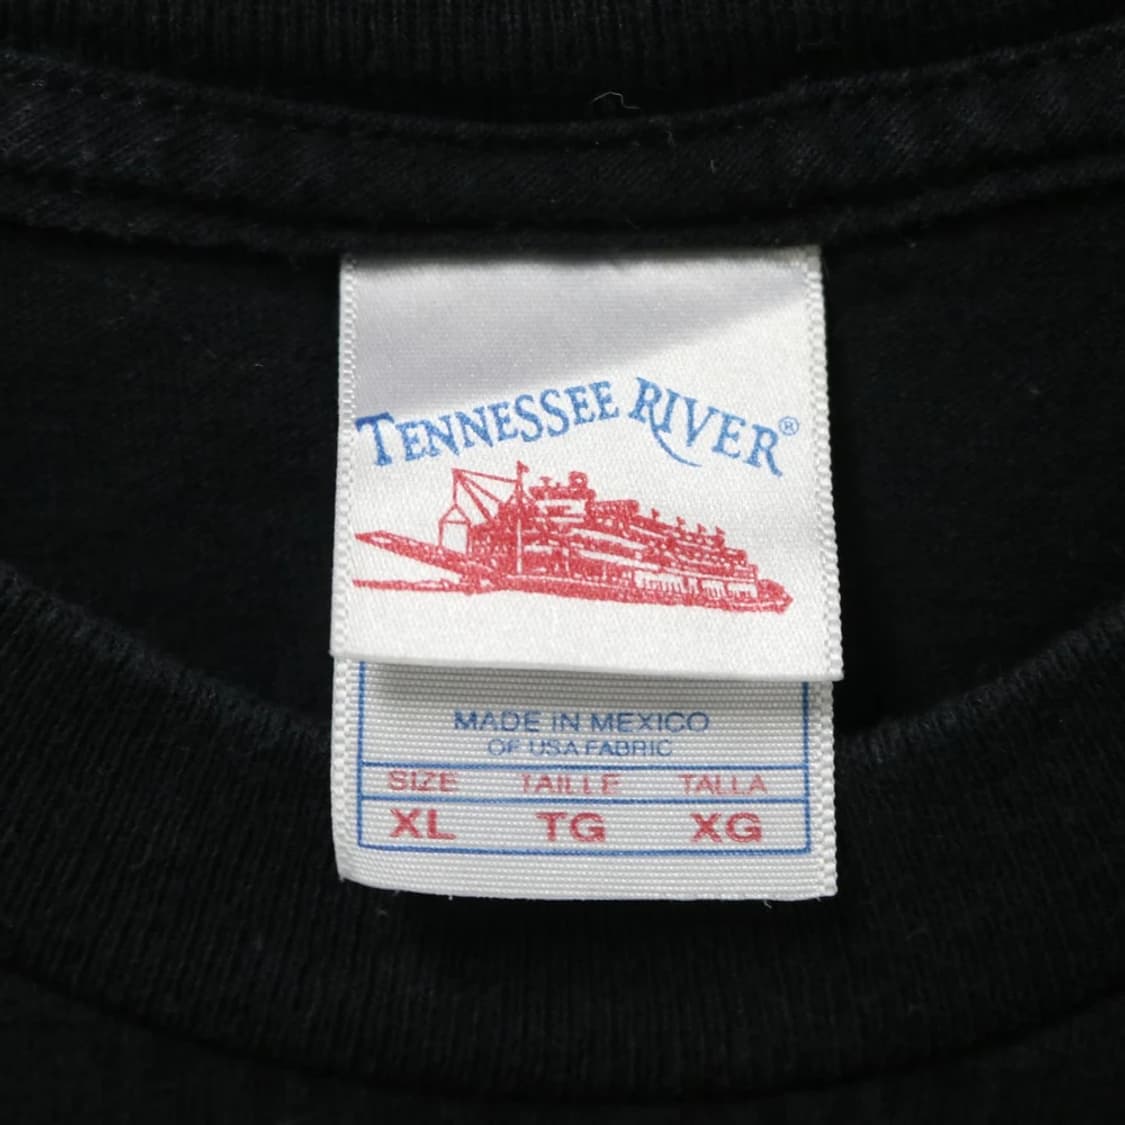 TENNESSEE RIVER®
MADE IN MEXICO
OF USA FABRIC
SIZE TAILLE TALLA
XL TG XG